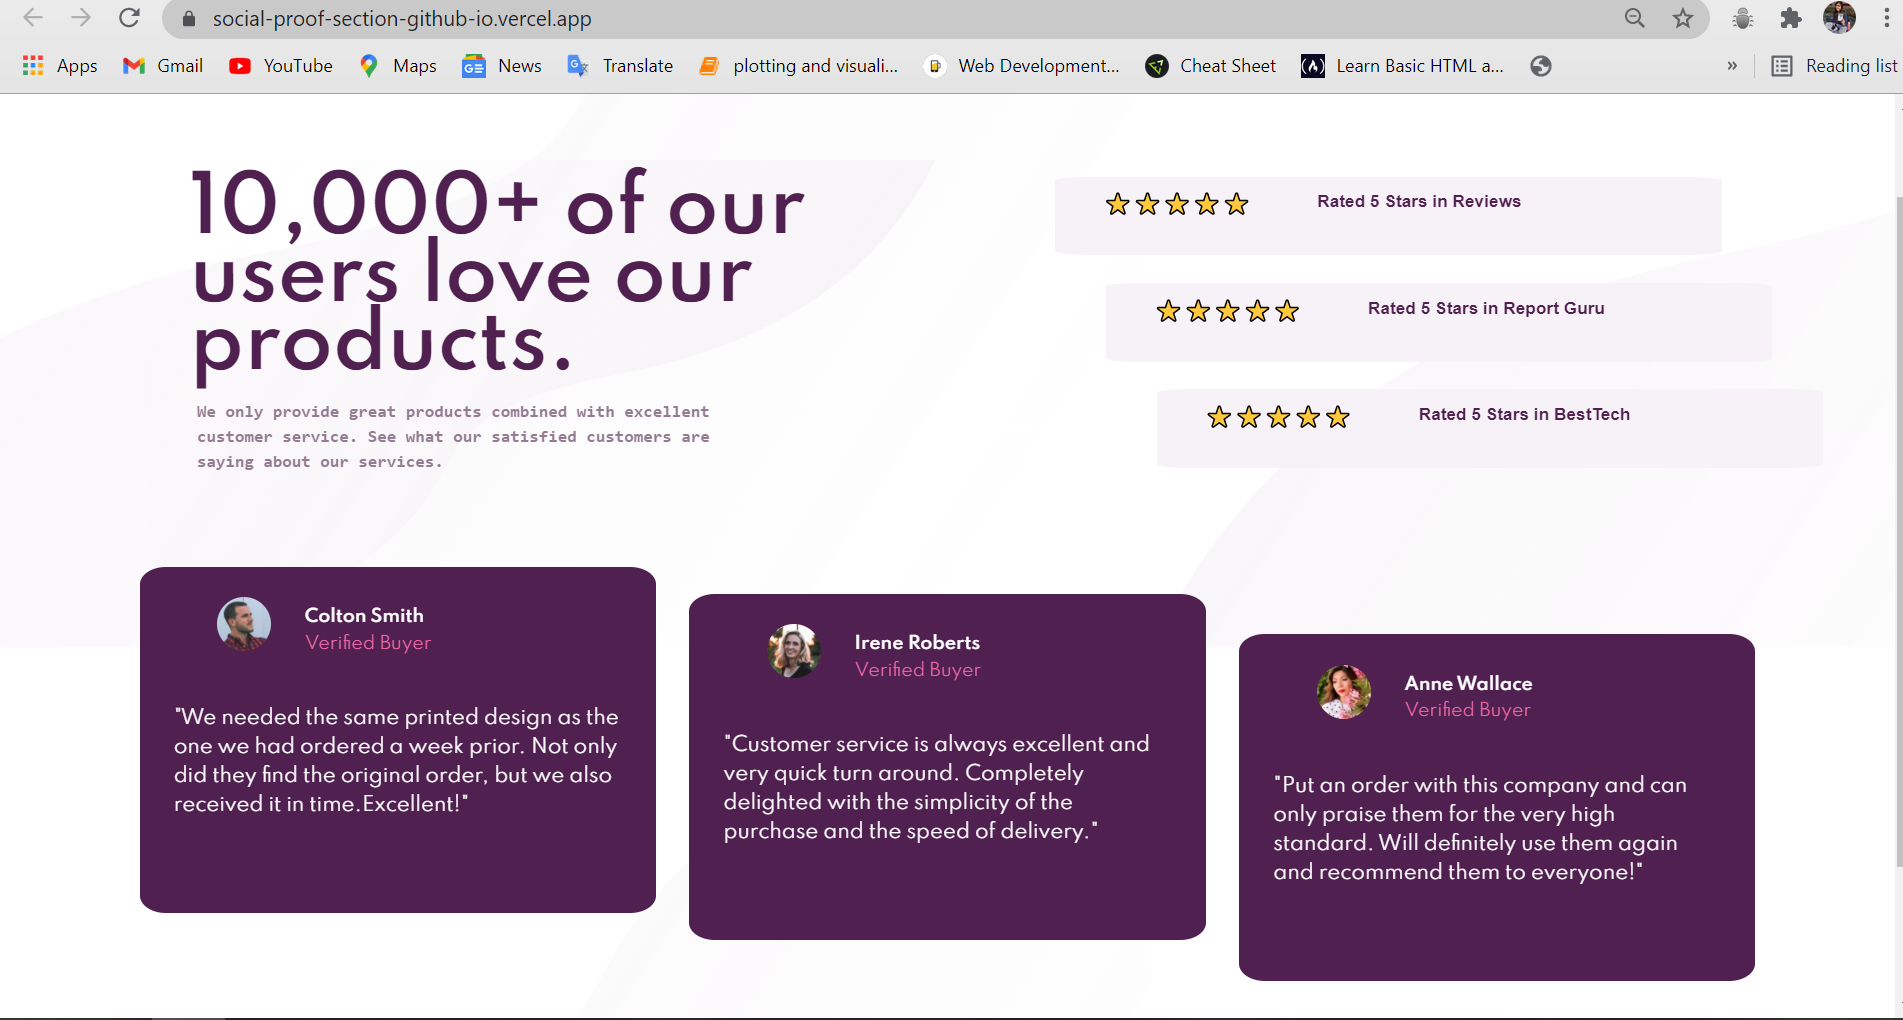 social-proof-section-github-io.vercel.app
Apps Gmail YouTube Maps News Translate plotting and visuali... Web Development... Cheat Sheet Learn Basic HTML a... » Reading list
10,000+ of our
users love our
products.
We only provide great products combined with excellent
customer service. See what our satisfied customers are
saying about our services.
Rated 5 Stars in Reviews
Rated 5 Stars in Report Guru
Rated 5 Stars in BestTech
Colton Smith
Verified Buyer
"We needed the same printed design as the
one we had ordered a week prior. Not only
did they find the original order, but we also
received it in time.Excellent!"
Irene Roberts
Verified Buyer
"Customer service is always excellent and
very quick turn around. Completely
delighted with the simplicity of the
purchase and the speed of delivery."
Anne Wallace
Verified Buyer
"Put an order with this company and can
only praise them for the very high
standard. Will definitely use them again
and recommend them to everyone!"